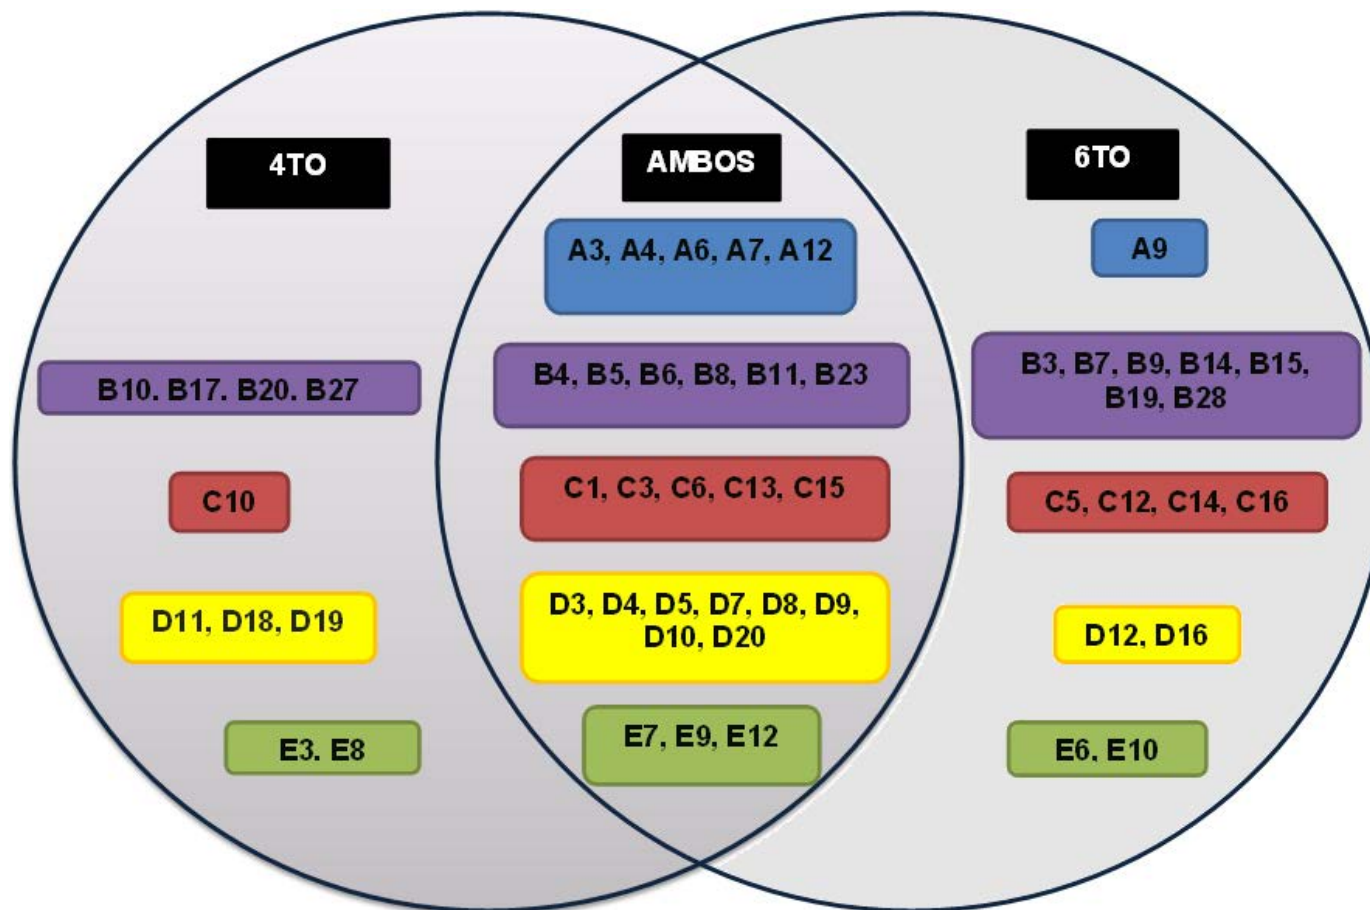 4TO
AMBOS
6TO
A3, A4, A6, A7, A12
A9
B10. B17. B20. B27
B4, B5, B6, B8, B11, B23
B3, B7, B9, B14, B15,
B19, B28
C10
C1, C3, C6, C13, C15
C5, C12, C14, C16
D11, D18, D19
D3, D4, D5, D7, D8, D9,
D10, D20
D12, D16
E3. E8
E7, E9, E12
E6. E10